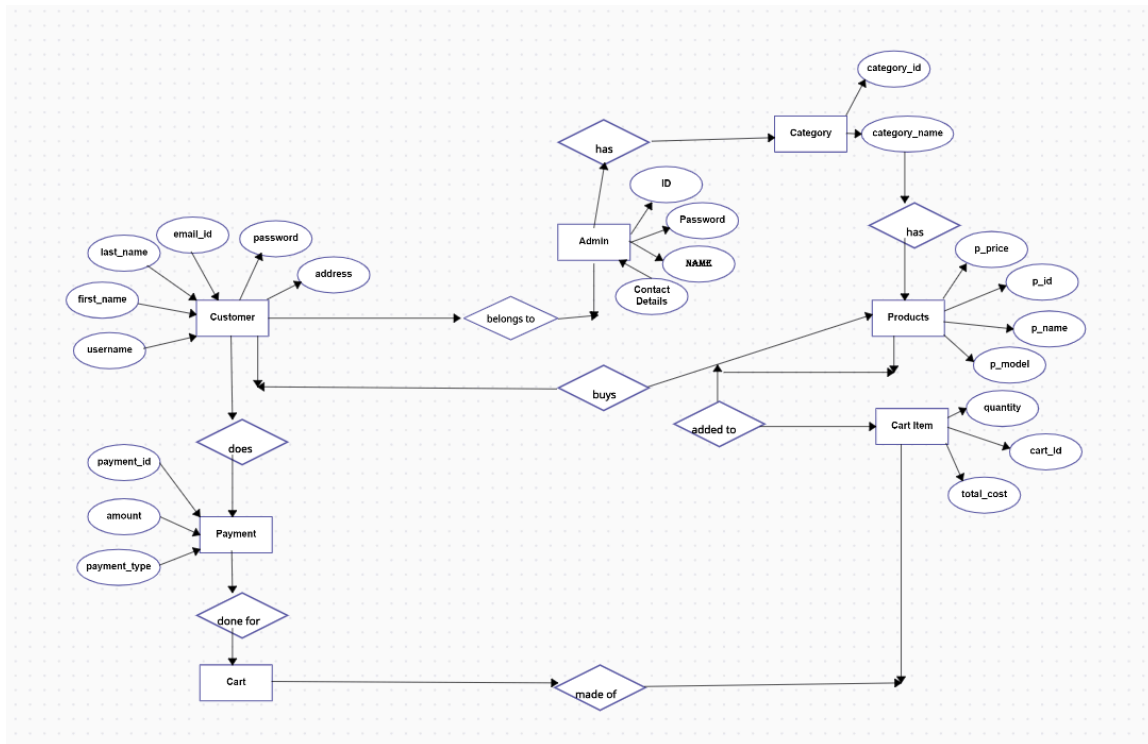 category_id
Category
category_name
has
ID
Password
Admin
NAME
Contact
Details
has
email_id
password
last_name
address
first_name
Customer
username
belongs to
p_price
p_id
Products
p_name
p_model
buys
added to
quantity
Cart Item
cart_id
total_cost
does
payment_id
amount
Payment
payment_type
done for
Cart
made of